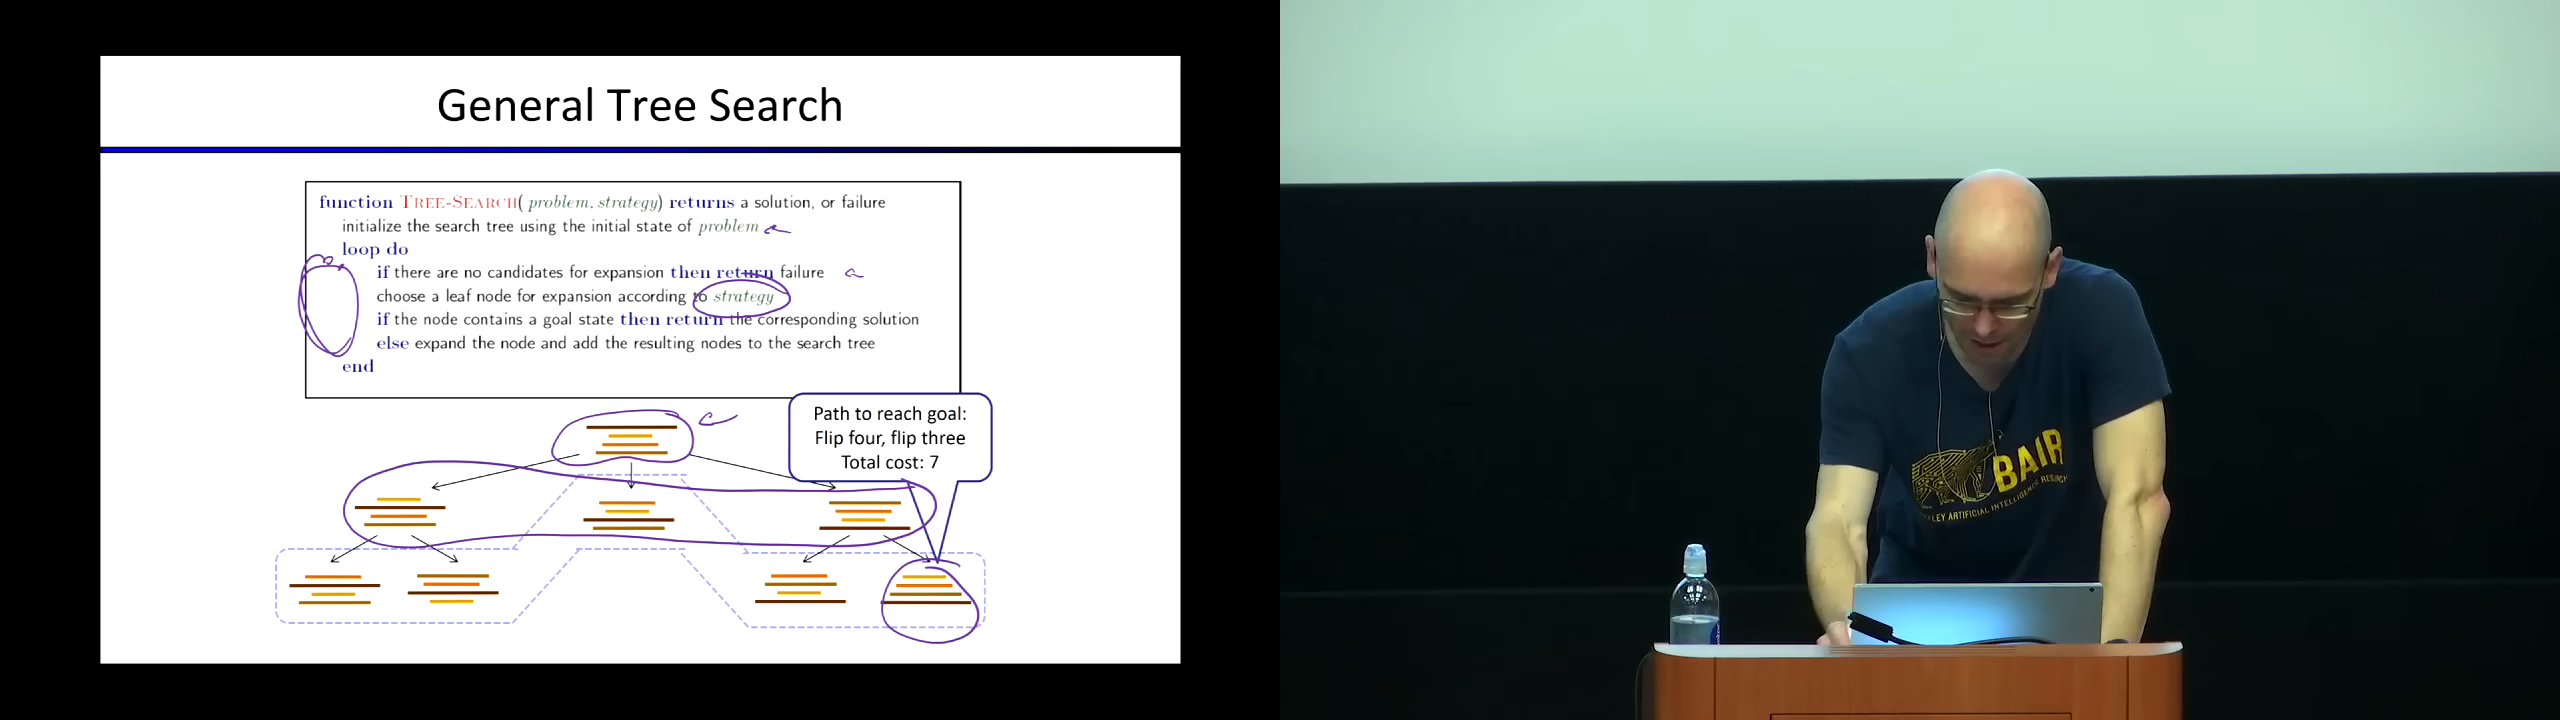 General Tree Search
function TREE-SEARCH( problem, strategy) returns a solution, or failure
initialize the search tree using the initial state of problem
loop do
if there are no candidates for expansion then return failure
choose a leaf node for expansion according to strategy
if the node contains a goal state then return the corresponding solution
else expand the node and add the resulting nodes to the search tree
end
Path to reach goal:
Flip four, flip three
Total cost: 7
BAIR
LEY ARTIFICIAL INTELLIGENCE RESEARCH